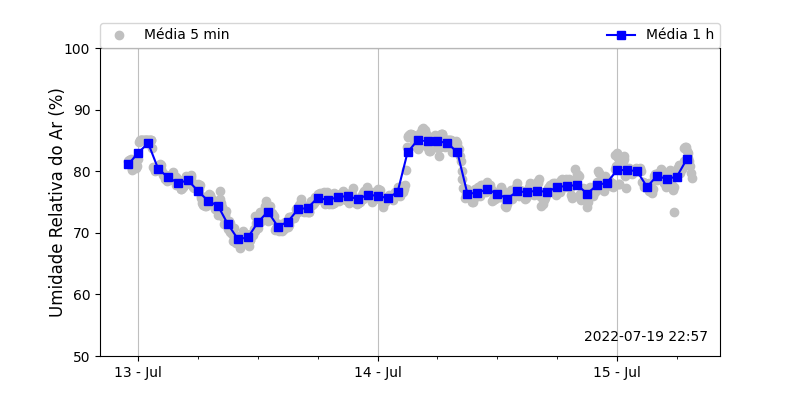 Média 5 min
Média 1 h
100
90
80
70
60
50
Umidade Relativa do Ar (%)
2022-07-19 22:57
13 - Jul
14 - Jul
15 - Jul